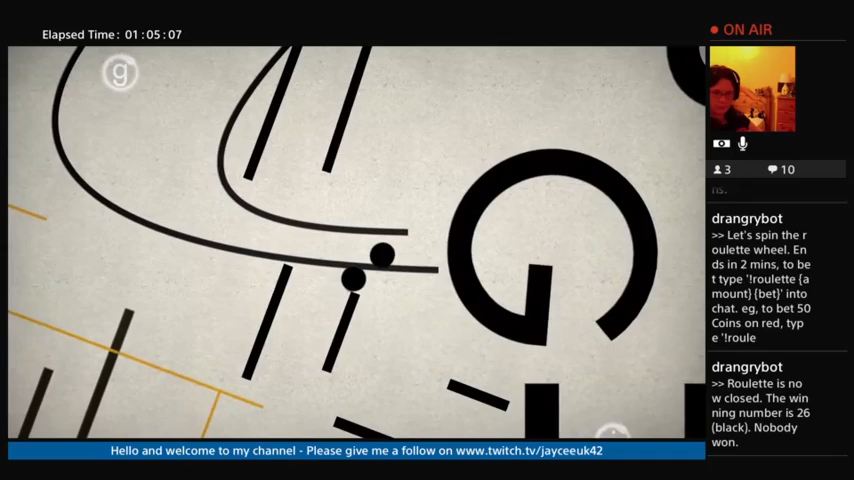 Elapsed Time: 01:05:07
ON AIR
g
3
10
ns.
drangrybot
>> Let's spin the r
oulette wheel. En
ds in 2 mins, to be
t type '!roulette {a
mount} {bet}' into
chat. eg, to bet 50
Coins on red, typ
e '!roule
drangrybot
>> Roulette is no
w closed. The win
ning number is 26
(black). Nobody
won.
Hello and welcome to my channel - Please give me a follow on www.twitch.tv/jayceeuk42